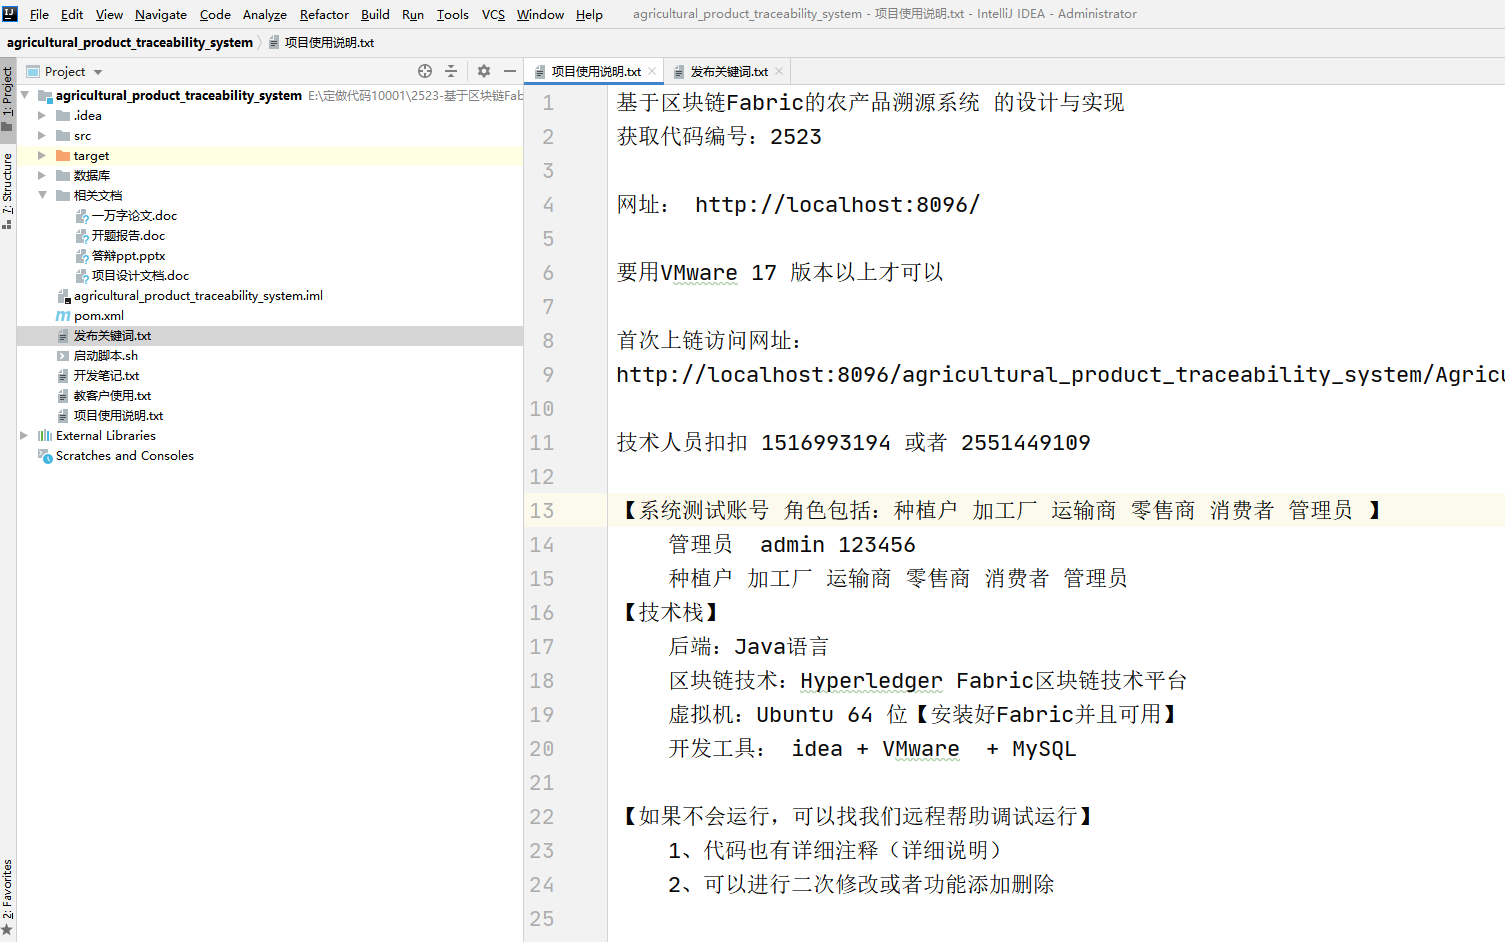 File Edit View Navigate Code Analyze Refactor Build Run Tools VCS Window Help agricultural_product_traceability_system - 项目使用说明.txt - IntelliJ IDEA - Administrator
agricultural_product_traceability_system 项目使用说明.txt
1: Project
7: Structure
2: Favorites
Project
agricultural_product_traceability_system E:\定做代码10001\2523-基于区块链Fab
.idea
src
target
数据库
相关文档
一万字论文.doc
开题报告.doc
答辩ppt.pptx
项目设计文档.doc
agricultural_product_traceability_system.iml
pom.xml
发布关键词.txt
启动脚本.sh
开发笔记.txt
教客户使用.txt
项目使用说明.txt
External Libraries
Scratches and Consoles
项目使用说明.txt 发布关键词.txt
1 基于区块链Fabric的农产品溯源系统 的设计与实现
2 获取代码编号：2523
3
4 网址： http://localhost:8096/
5
6 要用VMware 17 版本以上才可以
7
8 首次上链访问网址：
9 http://localhost:8096/agricultural_product_traceability_system/Agricu
10
11 技术人员扣扣 1516993194 或者 2551449109
12
13 【系统测试账号 角色包括：种植户 加工厂 运输商 零售商 消费者 管理员 】
14 管理员 admin 123456
15 种植户 加工厂 运输商 零售商 消费者 管理员
16 【技术栈】
17 后端：Java语言
18 区块链技术：Hyperledger Fabric区块链技术平台
19 虚拟机：Ubuntu 64 位【安装好Fabric并且可用】
20 开发工具： idea + VMware + MySQL
21
22 【如果不会运行，可以找我们远程帮助调试运行】
23 1、代码也有详细注释（详细说明）
24 2、可以进行二次修改或者功能添加删除
25